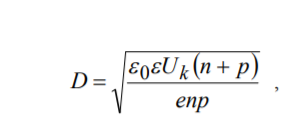 D = √(ε₀εU_k(n + p) / enp) ,